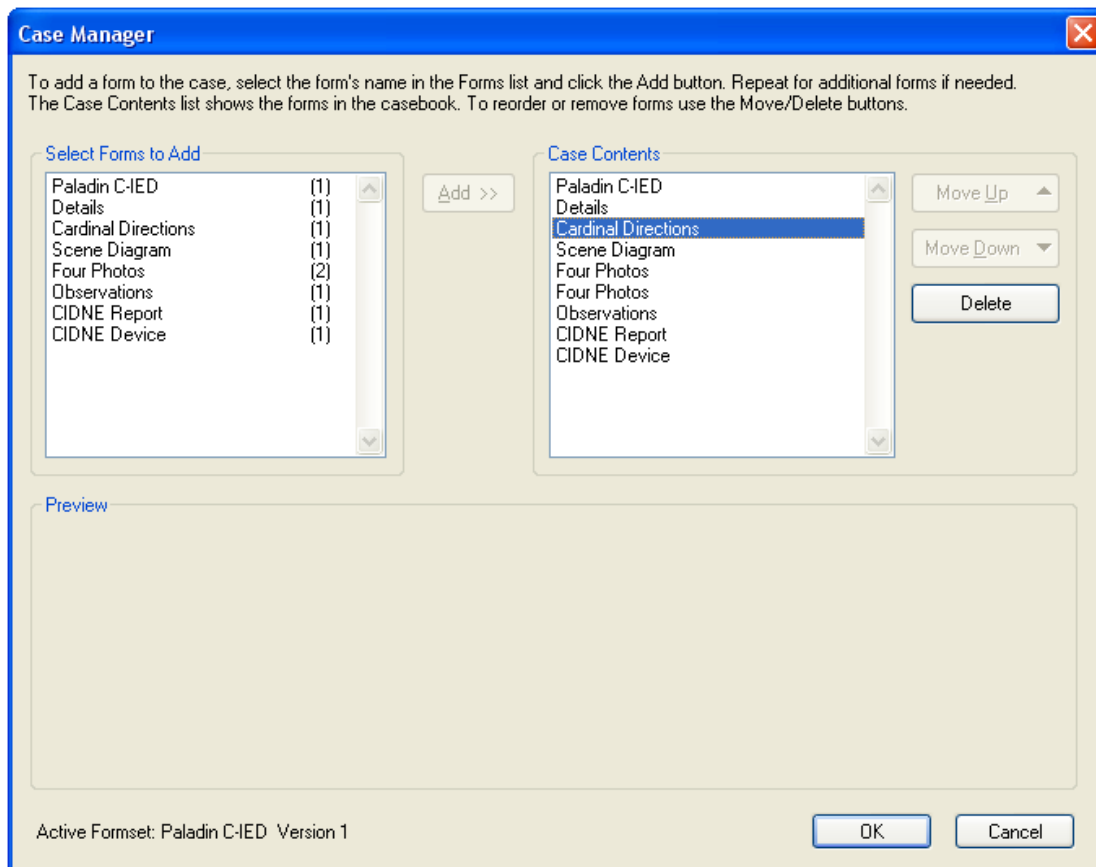 Case Manager
To add a form to the case, select the form's name in the Forms list and click the Add button. Repeat for additional forms if needed.
The Case Contents list shows the forms in the casebook. To reorder or remove forms use the Move/Delete buttons.
Select Forms to Add
Paladin C-IED (1)
Details (1)
Cardinal Directions (1)
Scene Diagram (1)
Four Photos (2)
Observations (1)
CIDNE Report (1)
CIDNE Device (1)
Add >>
Case Contents
Paladin C-IED
Details
Cardinal Directions
Scene Diagram
Four Photos
Four Photos
Observations
CIDNE Report
CIDNE Device
Move Up
Move Down
Delete
Preview
Active Formset: Paladin C-IED Version 1
OK
Cancel